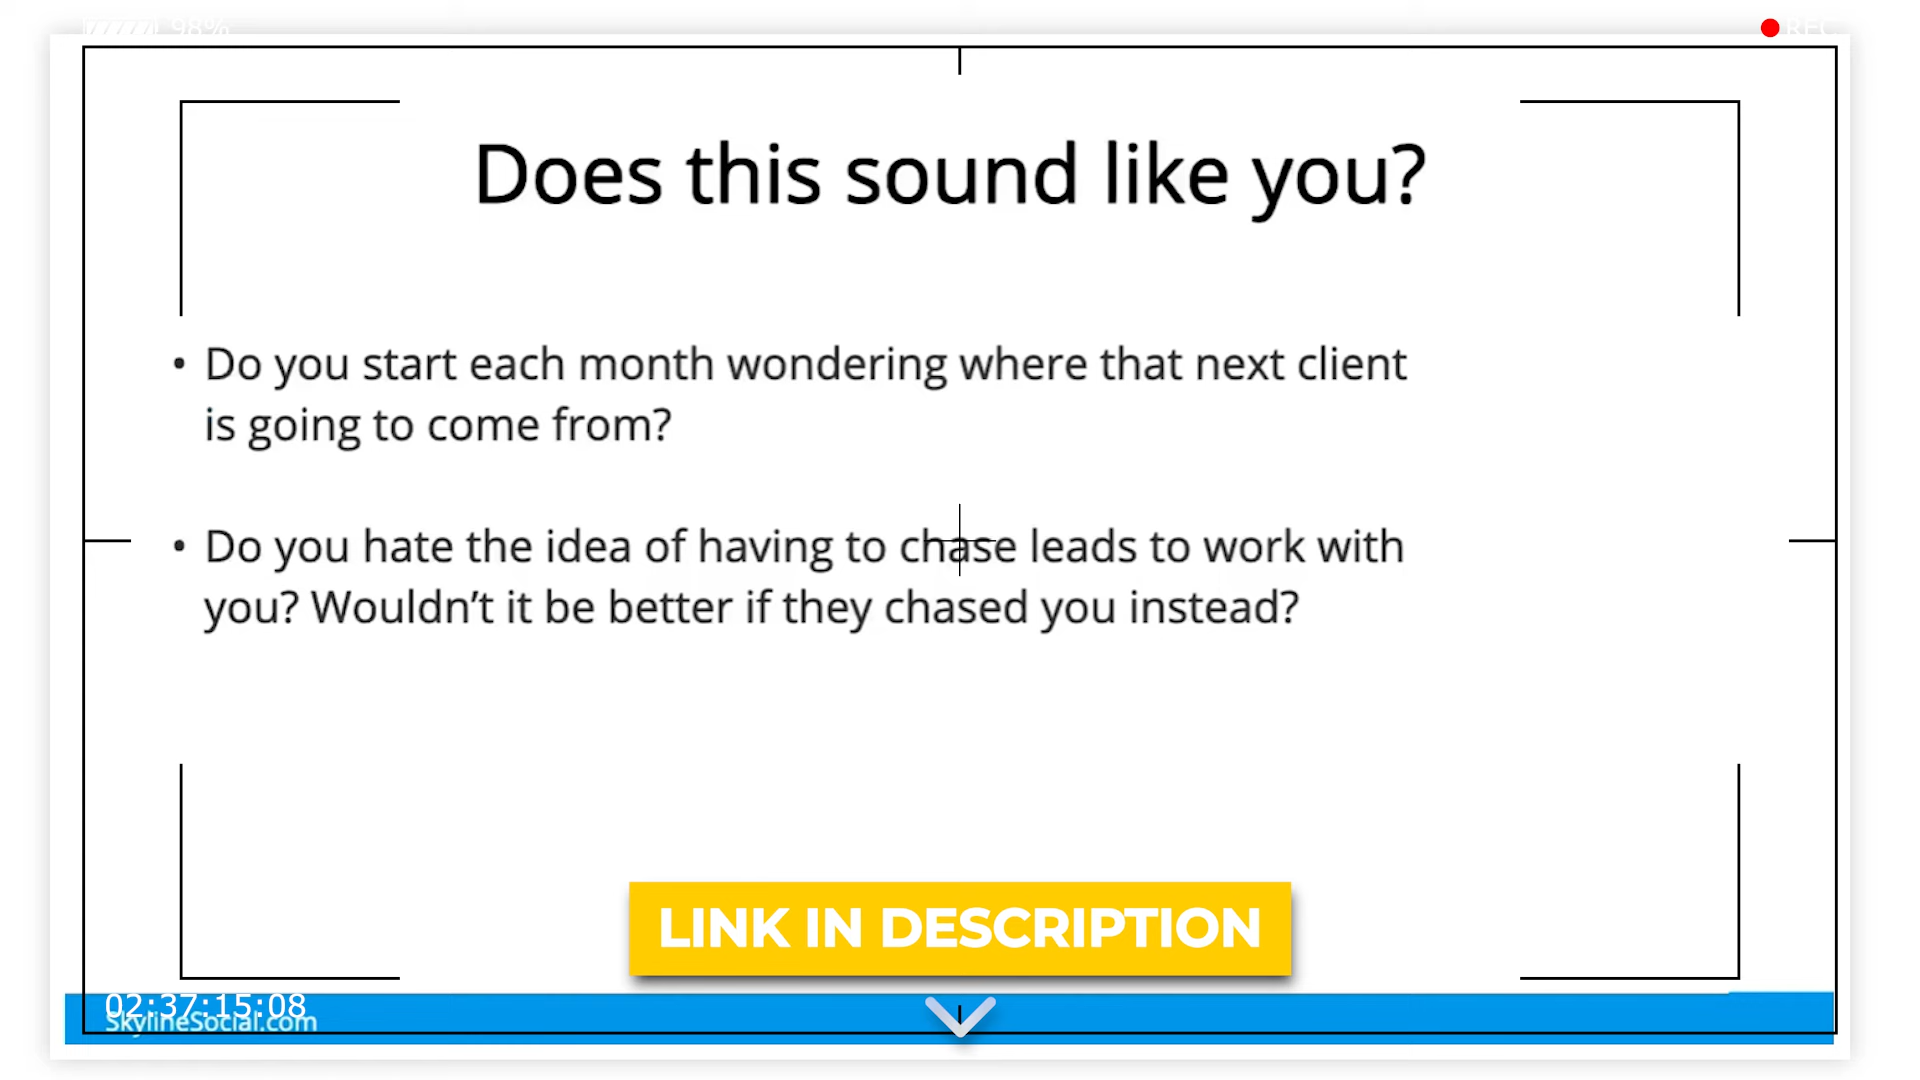 98%
REC
Does this sound like you?
• Do you start each month wondering where that next client
is going to come from?
• Do you hate the idea of having to chase leads to work with
you? Wouldn’t it be better if they chased you instead?
LINK IN DESCRIPTION
02:37:15:08
SkylineSocial.com